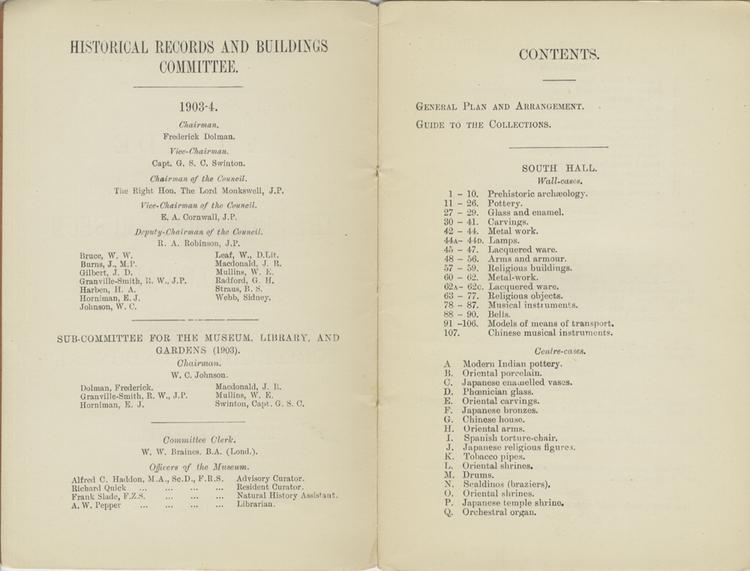 HISTORICAL RECORDS AND BUILDINGS
COMMITTEE.
1903-4.
Chairman.
Frederick Dolman.
Vice-Chairman.
Capt. G. S. C. Swinton.
Chairman of the Council.
The Right Hon. The Lord Monkswell, J.P.
Vice-Chairman of the Council.
E. A. Cornwall, J.P.
Deputy-Chairman of the Council.
R. A. Robinson, J.P.
Bruce, W. W.
Burns, J., M.P.
Gilbert, J. D.
Granville-Smith, R. W., J.P.
Harben, H. A.
Horniman, E. J.
Johnson, W. C.
Leaf, W., D.Lit.
Macdonald, J. R.
Mullins, W. E.
Radford, G. H.
Straus, B. S.
Webb, Sidney.
SUB-COMMITTEE FOR THE MUSEUM, LIBRARY, AND
GARDENS (1903).
Chairman.
W. C. Johnson.
Dolman, Frederick.
Granville-Smith, R. W., J.P.
Horniman, E. J.
Macdonald, J. R.
Mullins, W. E.
Swinton, Capt. G. S. C.
Committee Clerk.
W. W. Braines, B.A. (Lond.).
Officers of the Museum.
Alfred C. Haddon, M.A., Sc.D., F.R.S. Advisory Curator.
Richard Quick ... ... ... ... Resident Curator.
Frank Slade, F.Z.S. ... ... ... Natural History Assistant.
A. W. Pepper ... ... ... ... Librarian.
CONTENTS.
GENERAL PLAN AND ARRANGEMENT.
GUIDE TO THE COLLECTIONS.
SOUTH HALL.
Wall-cases.
1 – 10. Prehistoric archæology.
11 – 26. Pottery.
27 – 29. Glass and enamel.
30 – 41. Carvings.
42 – 44. Metal work.
44A– 44D. Lamps.
45 – 47. Lacquered ware.
48 – 56. Arms and armour.
57 – 59. Religious buildings.
60 – 62. Metal-work.
62A– 62C. Lacquered ware.
63 – 77. Religious objects.
78 – 87. Musical instruments.
88 – 90. Bells.
91 –106. Models of means of transport.
107. Chinese musical instruments.
Centre-cases.
A Modern Indian pottery.
B. Oriental porcelain.
C. Japanese enamelled vases.
D. Phœnician glass.
E. Oriental carvings.
F. Japanese bronzes.
G. Chinese house.
H. Oriental arms.
I. Spanish torture-chair.
J. Japanese religious figures.
K. Tobacco pipes.
L. Oriental shrines.
M. Drums.
N. Scaldinos (braziers).
O. Oriental shrines.
P. Japanese temple shrine.
Q. Orchestral organ.